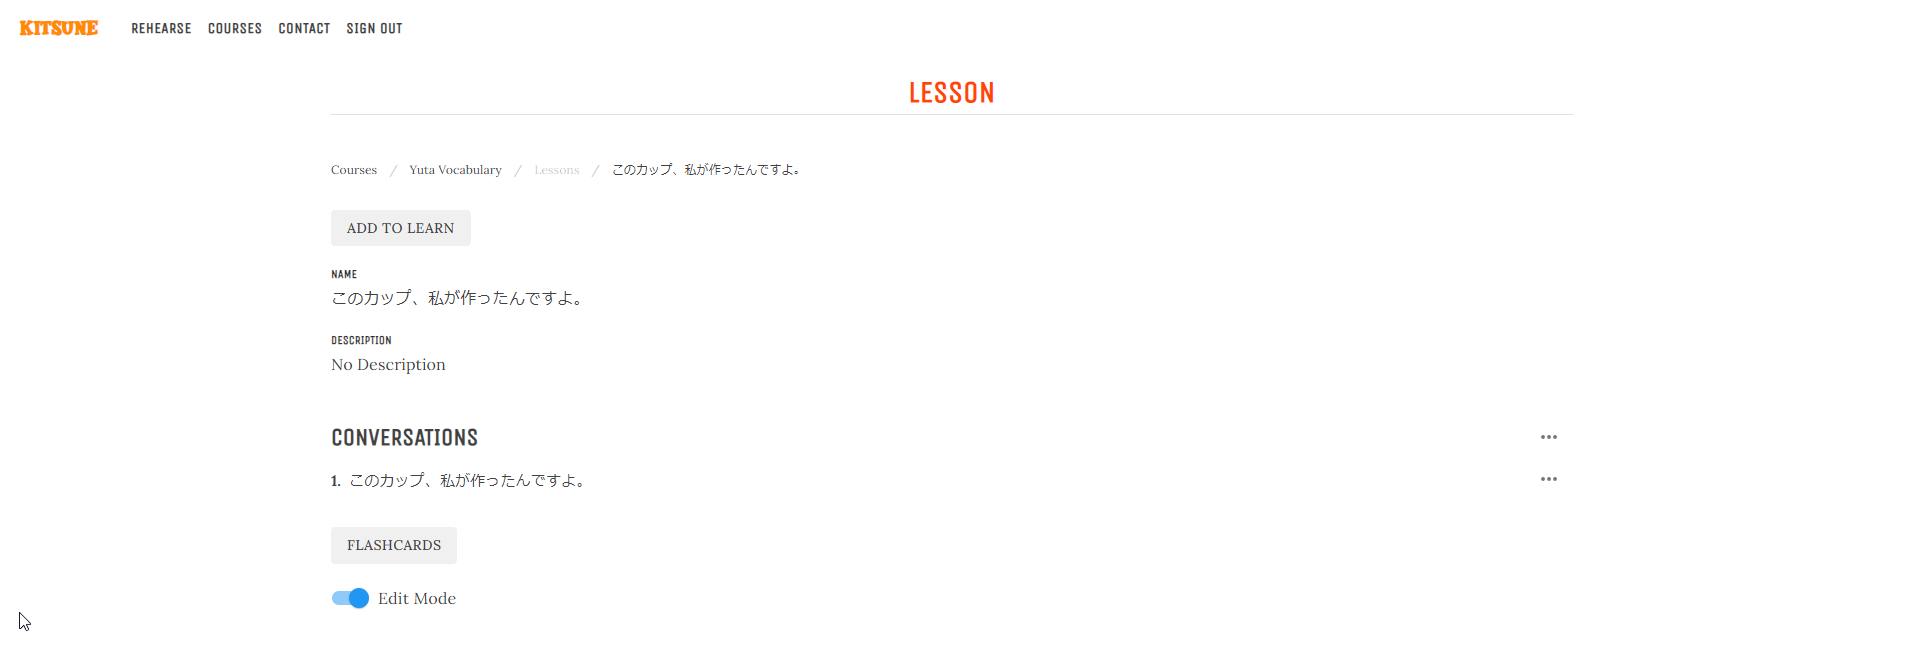 KITSUNE REHEARSE COURSES CONTACT SIGN OUT
LESSON
Courses / Yuta Vocabulary / Lessons / このカップ、私が作ったんですよ。
ADD TO LEARN
NAME
このカップ、私が作ったんですよ。
DESCRIPTION
No Description
CONVERSATIONS
1. このカップ、私が作ったんですよ。
FLASHCARDS
Edit Mode